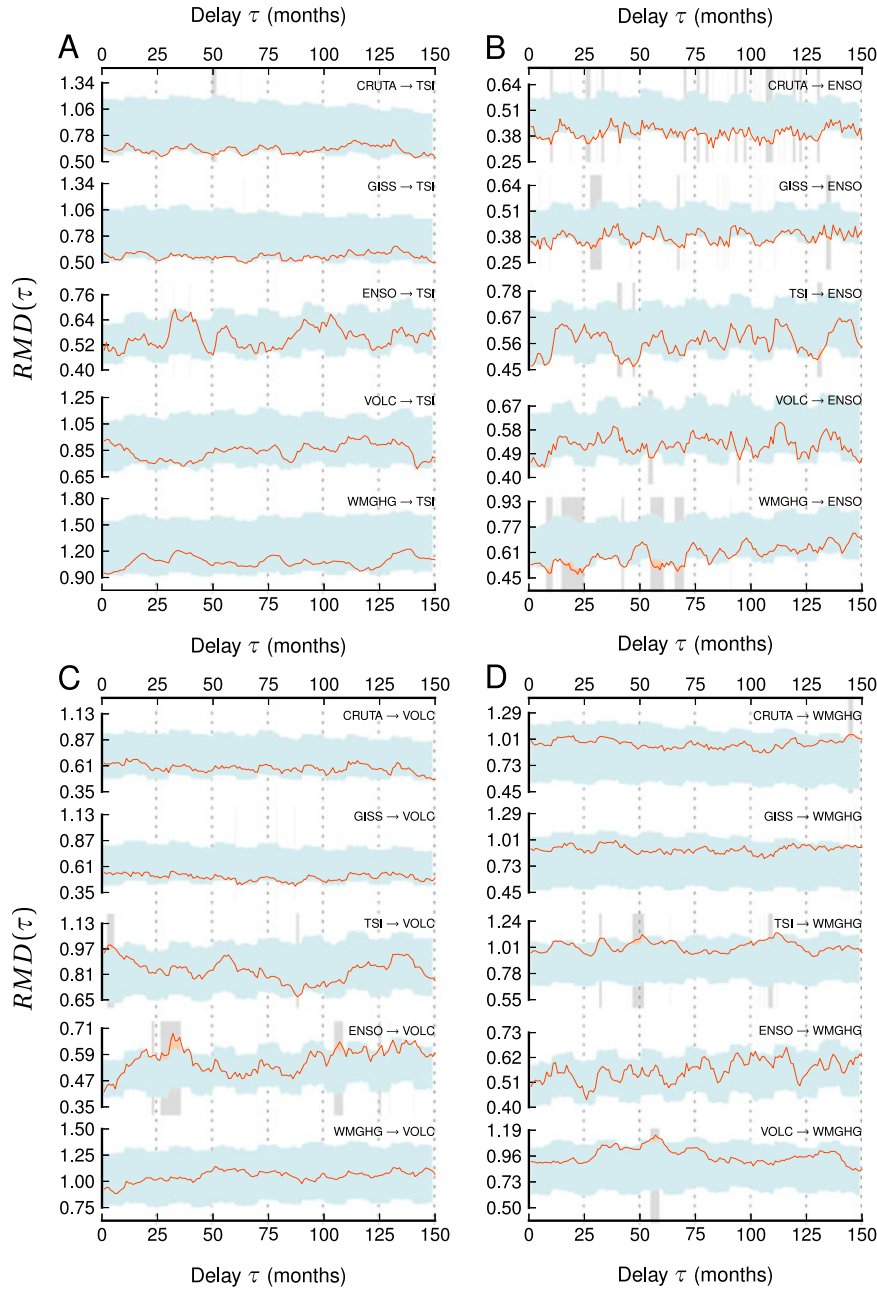 Delay τ (months)
Delay τ (months)
A
B
0 25 50 75 100 125 150
0 25 50 75 100 125 150
RMD(τ)
CRUTA → TSI
1.34
1.06
0.78
0.50
GISS → TSI
1.34
1.06
0.78
0.50
ENSO → TSI
0.76
0.64
0.52
0.40
VOLC → TSI
1.25
1.05
0.85
0.65
WMGHG → TSI
1.80
1.50
1.20
0.90
0 25 50 75 100 125 150
Delay τ (months)
CRUTA → ENSO
0.64
0.51
0.38
0.25
GISS → ENSO
0.64
0.51
0.38
0.25
TSI → ENSO
0.78
0.67
0.56
0.45
VOLC → ENSO
0.67
0.58
0.49
0.40
WMGHG → ENSO
0.93
0.77
0.61
0.45
0 25 50 75 100 125 150
Delay τ (months)
C
D
0 25 50 75 100 125 150
0 25 50 75 100 125 150
RMD(τ)
CRUTA → VOLC
1.13
0.87
0.61
0.35
GISS → VOLC
1.13
0.87
0.61
0.35
TSI → VOLC
1.13
0.97
0.81
0.65
ENSO → VOLC
0.71
0.59
0.47
0.35
WMGHG → VOLC
1.50
1.25
1.00
0.75
0 25 50 75 100 125 150
Delay τ (months)
CRUTA → WMGHG
1.29
1.01
0.73
0.45
GISS → WMGHG
1.29
1.01
0.73
0.45
TSI → WMGHG
1.24
1.01
0.78
0.55
ENSO → WMGHG
0.73
0.62
0.51
0.40
VOLC → WMGHG
1.19
0.96
0.73
0.50
0 25 50 75 100 125 150
Delay τ (months)